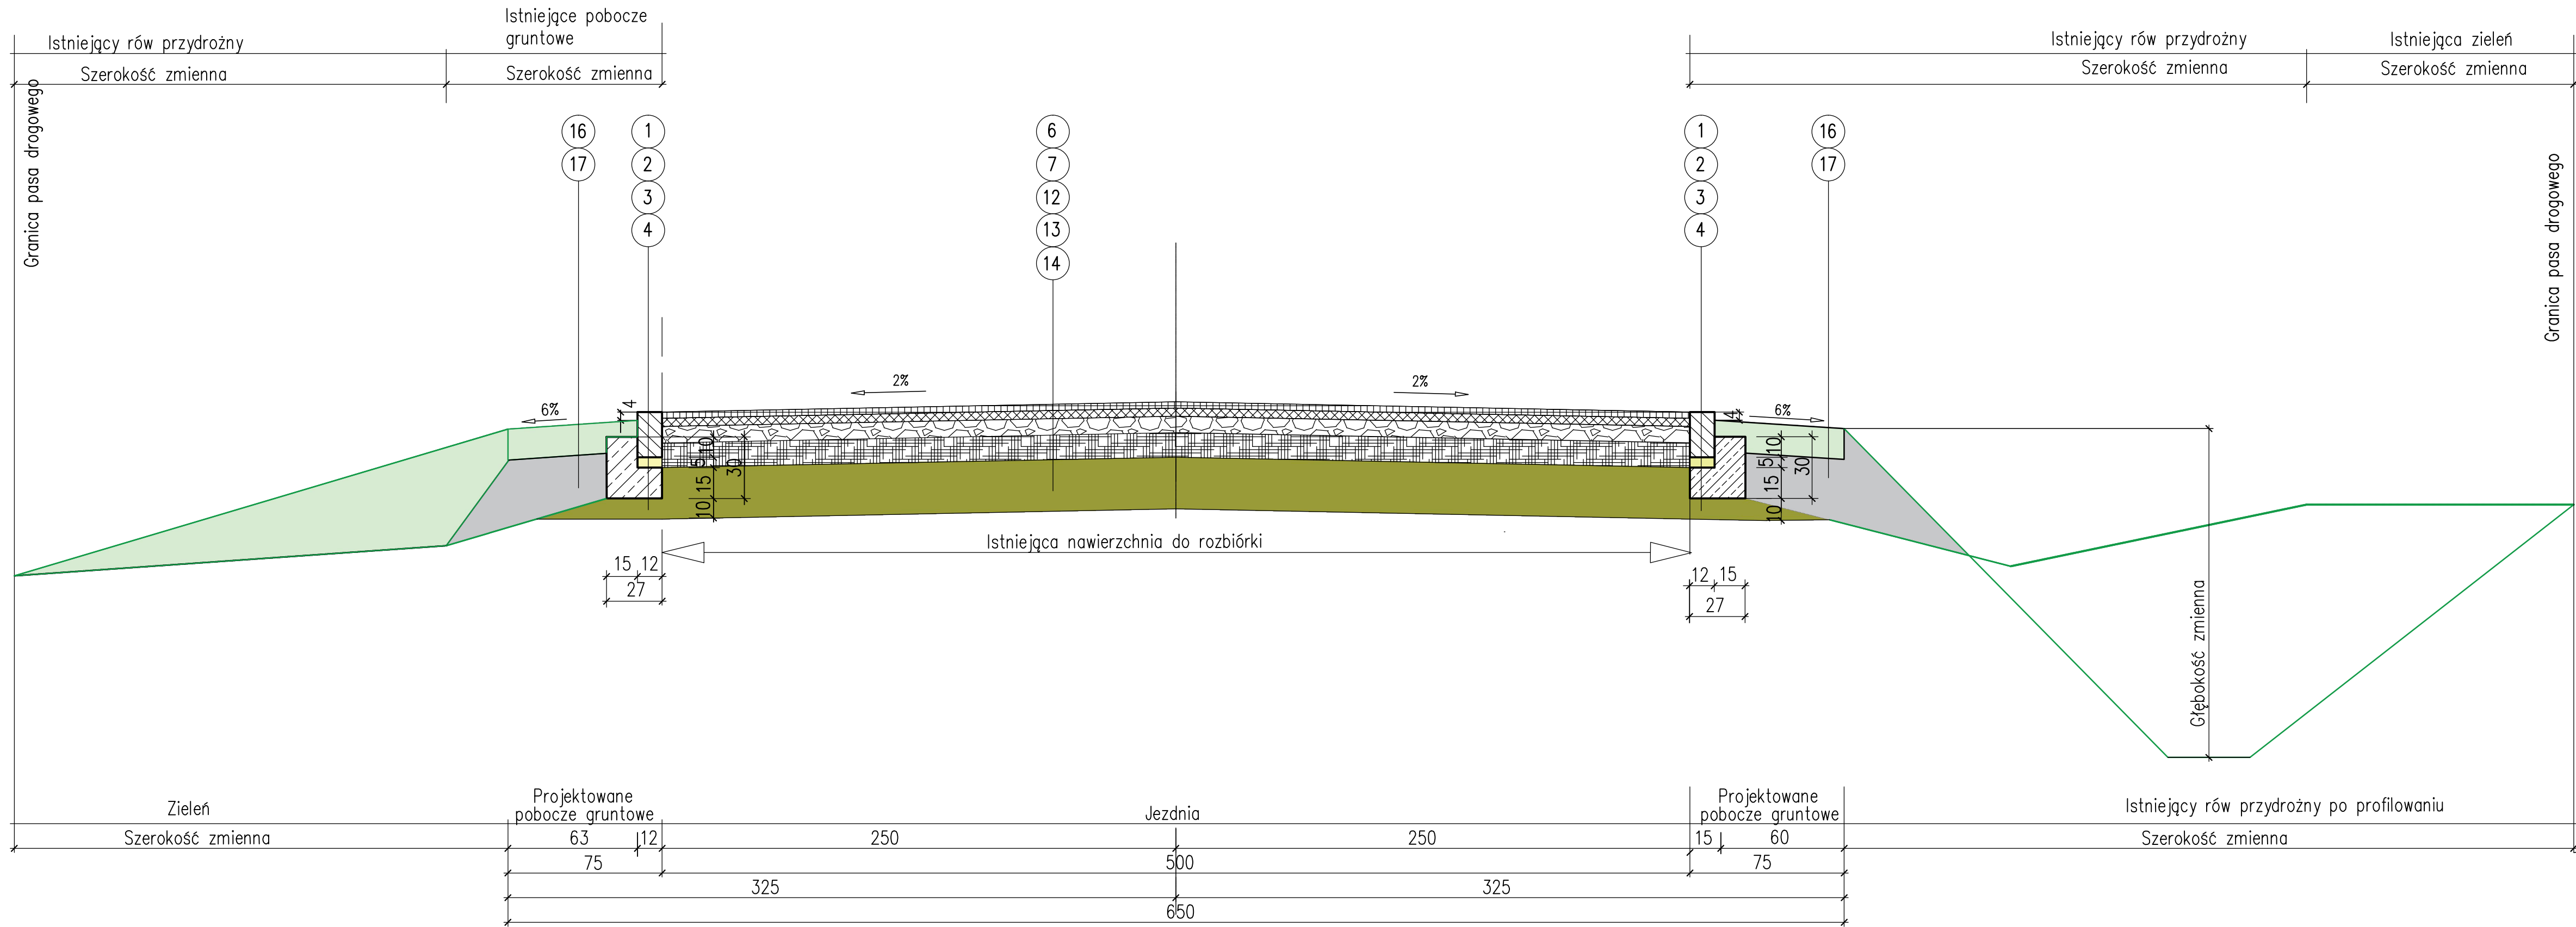 Istniejące pobocze
gruntowe
Istniejący rów przydrożny
Szerokość zmienna
Szerokość zmienna
Istniejący rów przydrożny
Istniejąca zieleń
Szerokość zmienna
Szerokość zmienna
Granica pasa drogowego
Granica pasa drogowego
16
17
1
2
3
4
6
7
12
13
14
1
2
3
4
16
17
6%
4
2%
2%
4
6%
10
5
15
10
30
10
5
15
10
30
Istniejąca nawierzchnia do rozbiórki
15
12
27
12
15
27
Głębokość zmienna
Zieleń
Projektowane
pobocze gruntowe
Jezdnia
Projektowane
pobocze gruntowe
Istniejący rów przydrożny po profilowaniu
Szerokość zmienna
63
12
250
250
15
60
Szerokość zmienna
75
500
75
325
325
650